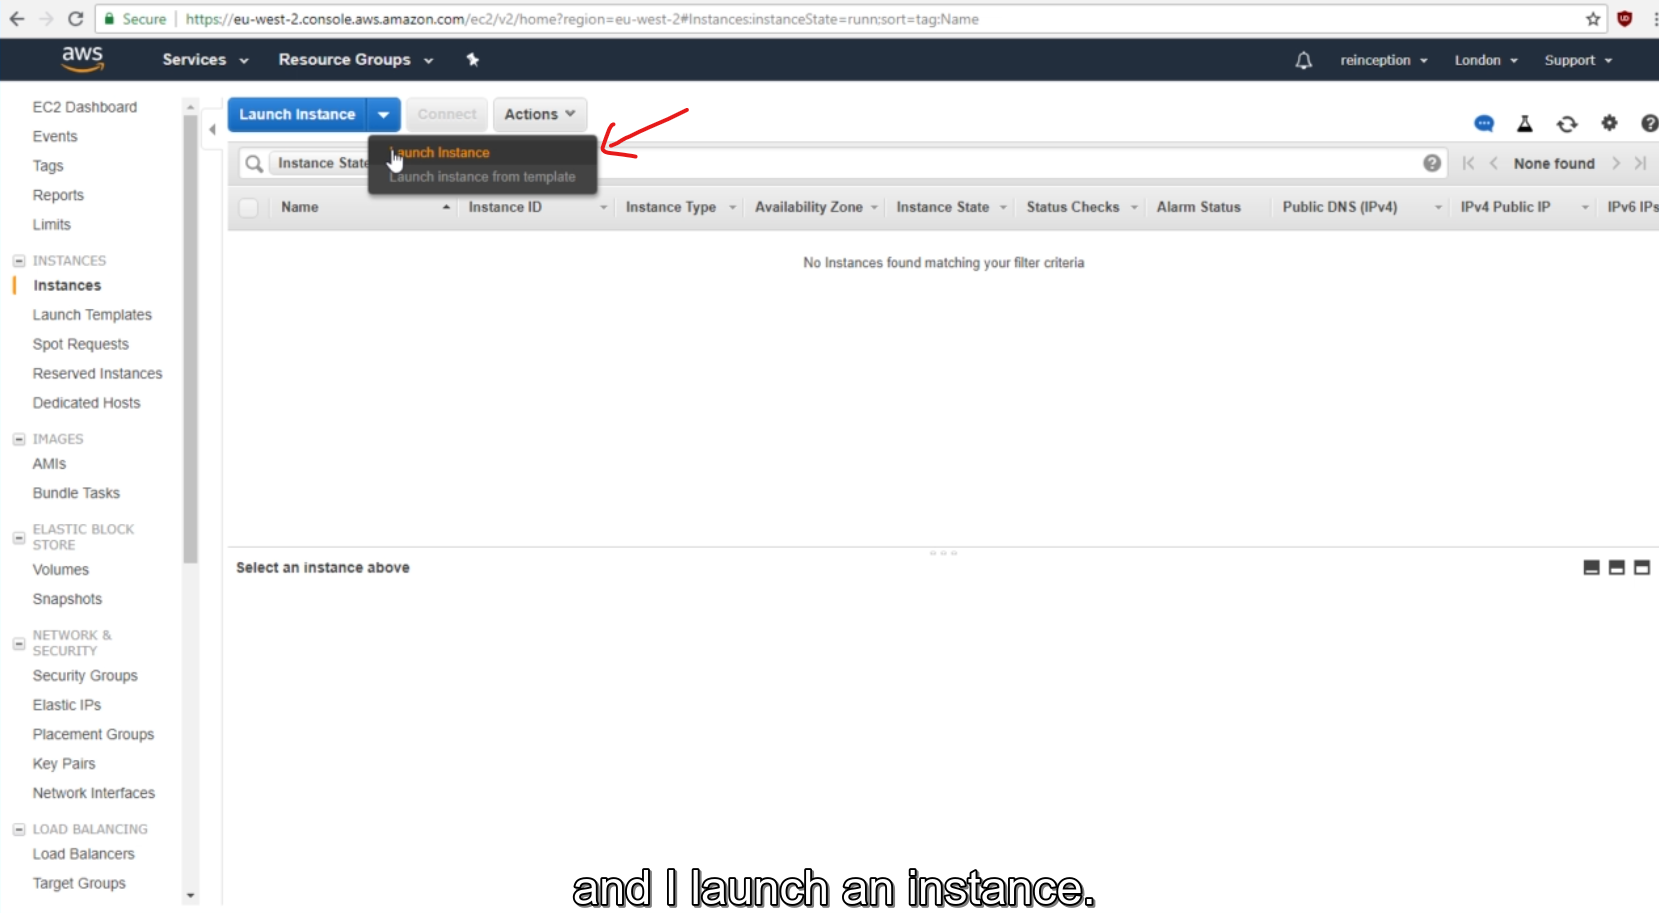 Secure https://eu-west-2.console.aws.amazon.com/ec2/v2/home?region=eu-west-2#Instances:instanceState=runn;sort=tag:Name
aws Services Resource Groups reinception London Support
EC2 Dashboard
Events
Tags
Reports
Limits
INSTANCES
Instances
Launch Templates
Spot Requests
Reserved Instances
Dedicated Hosts
IMAGES
AMIs
Bundle Tasks
ELASTIC BLOCK
STORE
Volumes
Snapshots
NETWORK &
SECURITY
Security Groups
Elastic IPs
Placement Groups
Key Pairs
Network Interfaces
LOAD BALANCING
Load Balancers
Target Groups
Launch Instance Connect Actions
Launch Instance
Launch instance from template
Instance State None found
Name Instance ID Instance Type Availability Zone Instance State Status Checks Alarm Status Public DNS (IPv4) IPv4 Public IP IPv6 IPs
No Instances found matching your filter criteria
Select an instance above
and I launch an instance.